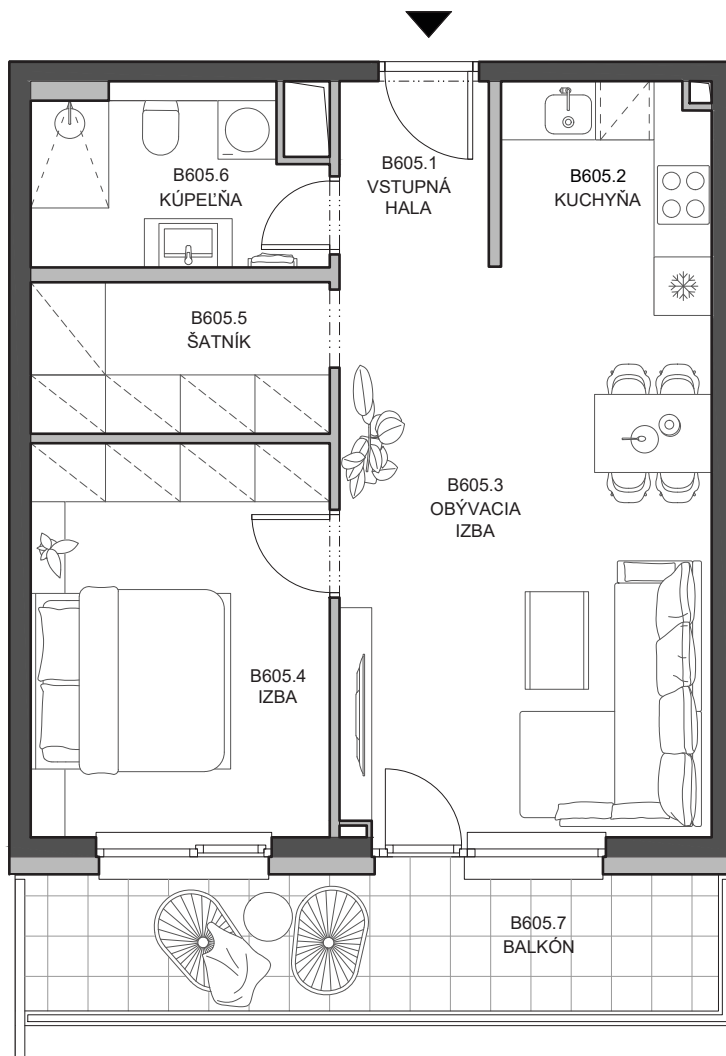 B605.1
VSTUPNÁ
HALA
B605.2
KUCHYŇA
B605.6
KÚPEĽŇA
B605.5
ŠATNÍK
B605.3
OBÝVACIA
IZBA
B605.4
IZBA
B605.7
BALKÓN